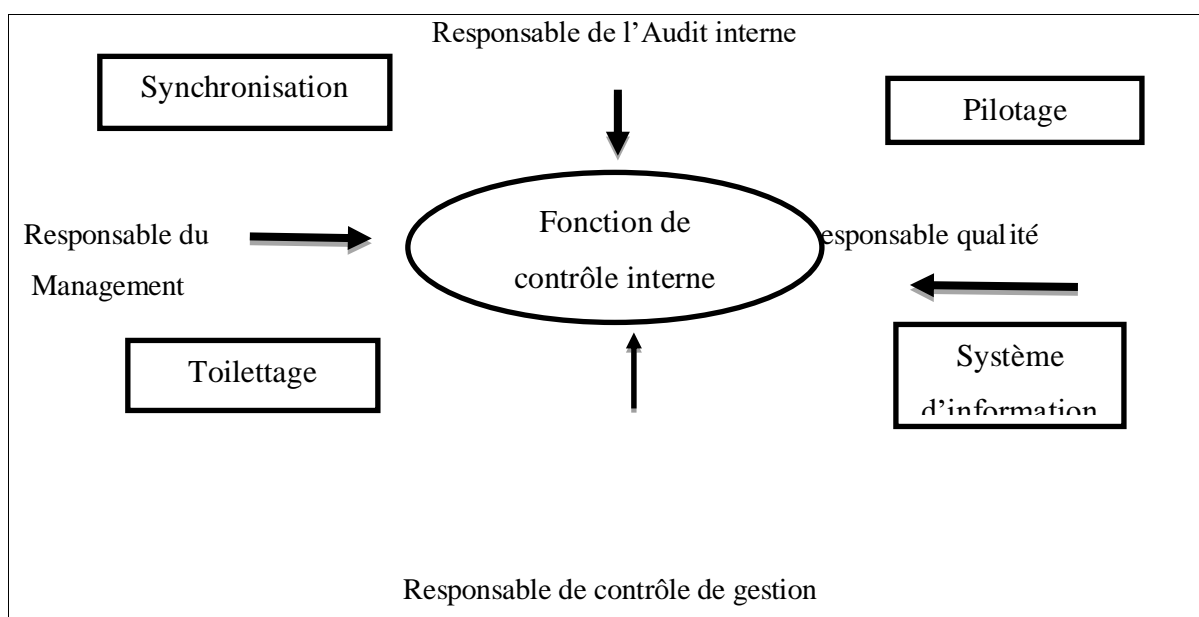 Responsable de l’Audit interne
Synchronisation
Pilotage
Fonction de
contrôle interne
Responsable du
Management
esponsable qualité
Toilettage
Système
d’information
Responsable de contrôle de gestion